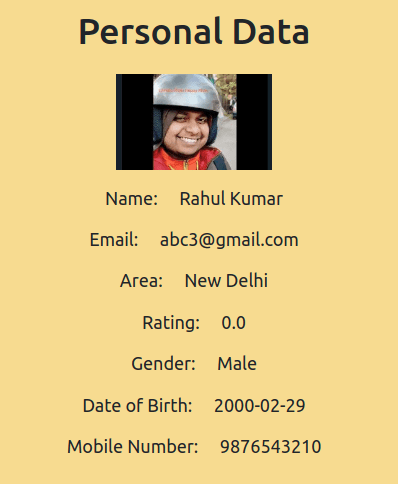 Personal Data
Name: Rahul Kumar
Email: abc3@gmail.com
Area: New Delhi
Rating: 0.0
Gender: Male
Date of Birth: 2000-02-29
Mobile Number: 9876543210